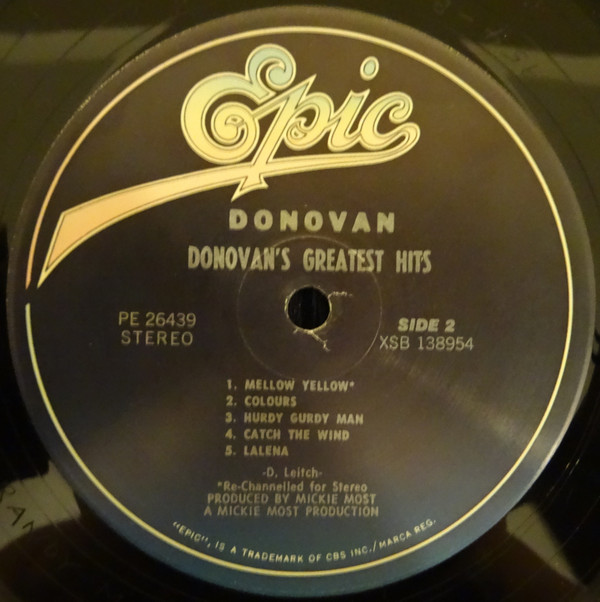 Epic
DONOVAN
DONOVAN'S GREATEST HITS
PE 26439
STEREO
SIDE 2
XSB 138954
1. MELLOW YELLOW*
2. COLOURS
3. HURDY GURDY MAN
4. CATCH THE WIND
5. LALENA
-D. Leitch-
*Re-Channelled for Stereo
PRODUCED BY MICKIE MOST
A MICKIE MOST PRODUCTION
"EPIC", IS A TRADEMARK OF CBS INC./MARCA REG.